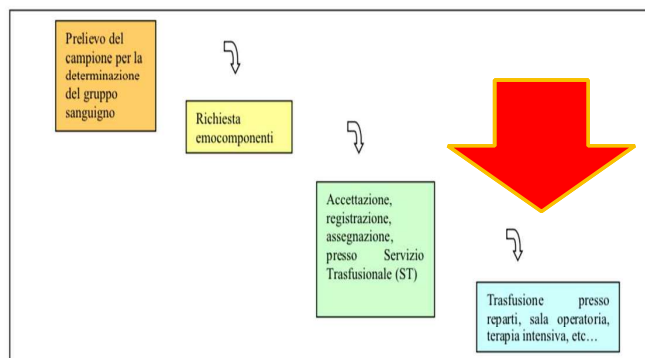 Prelievo del
campione per la
determinazione
del gruppo
sanguigno
Richiesta
emocomponenti
Accettazione,
registrazione,
assegnazione,
presso Servizio
Trasfusionale (ST)
Trasfusione presso
reparti, sala operatoria,
terapia intensiva, etc…